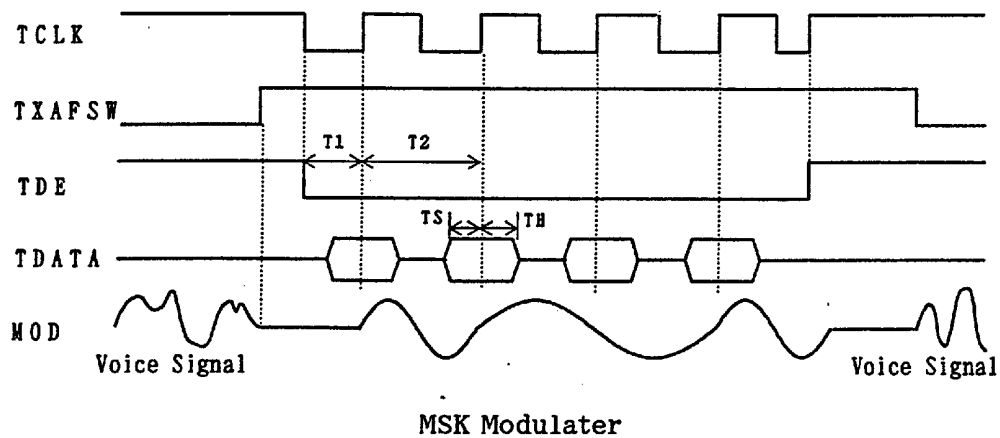 TCLK
TXAFSW
T1 T2
TDE
TS TH
TDATA
MOD
Voice Signal Voice Signal
MSK Modulater